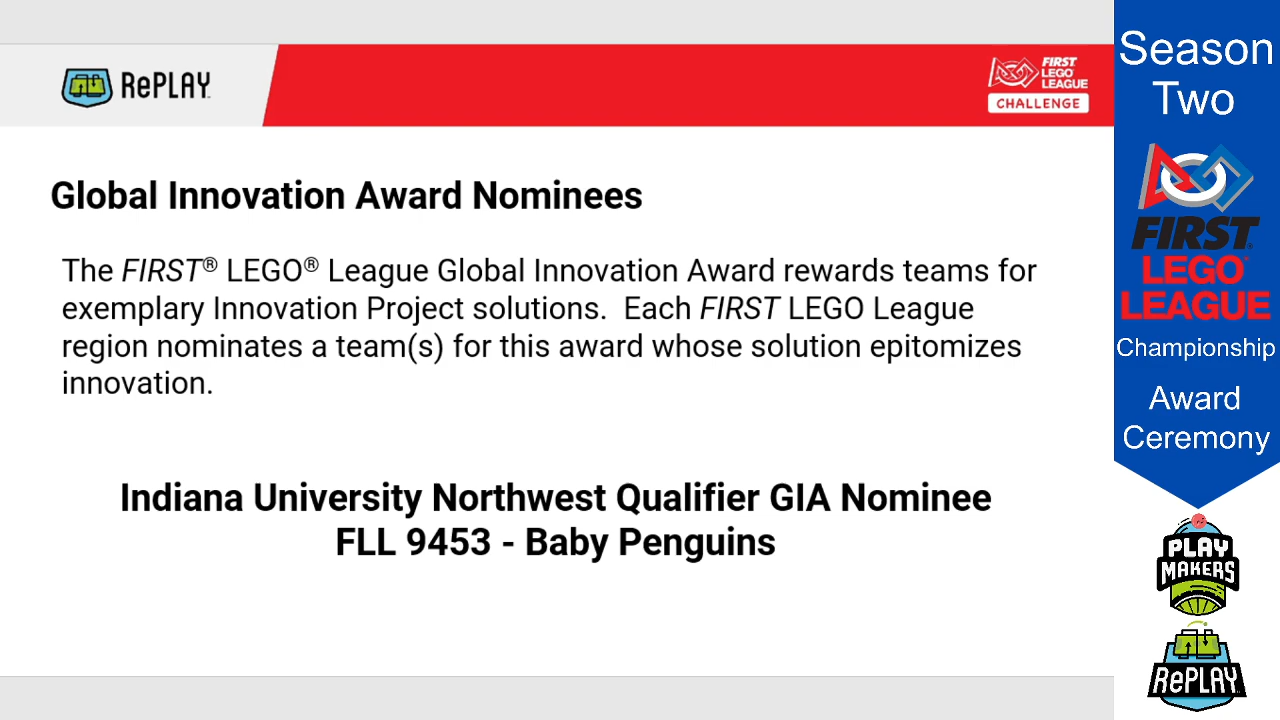 RePLAY
FIRST
LEGO
LEAGUE
CHALLENGE
Global Innovation Award Nominees
The FIRST® LEGO® League Global Innovation Award rewards teams for
exemplary Innovation Project solutions.  Each FIRST LEGO League
region nominates a team(s) for this award whose solution epitomizes
innovation.
Indiana University Northwest Qualifier GIA Nominee
FLL 9453 - Baby Penguins
Season
Two
FIRST®
LEGO
LEAGUE
Championship
Award
Ceremony
PLAY
MAKERS
RePLAY